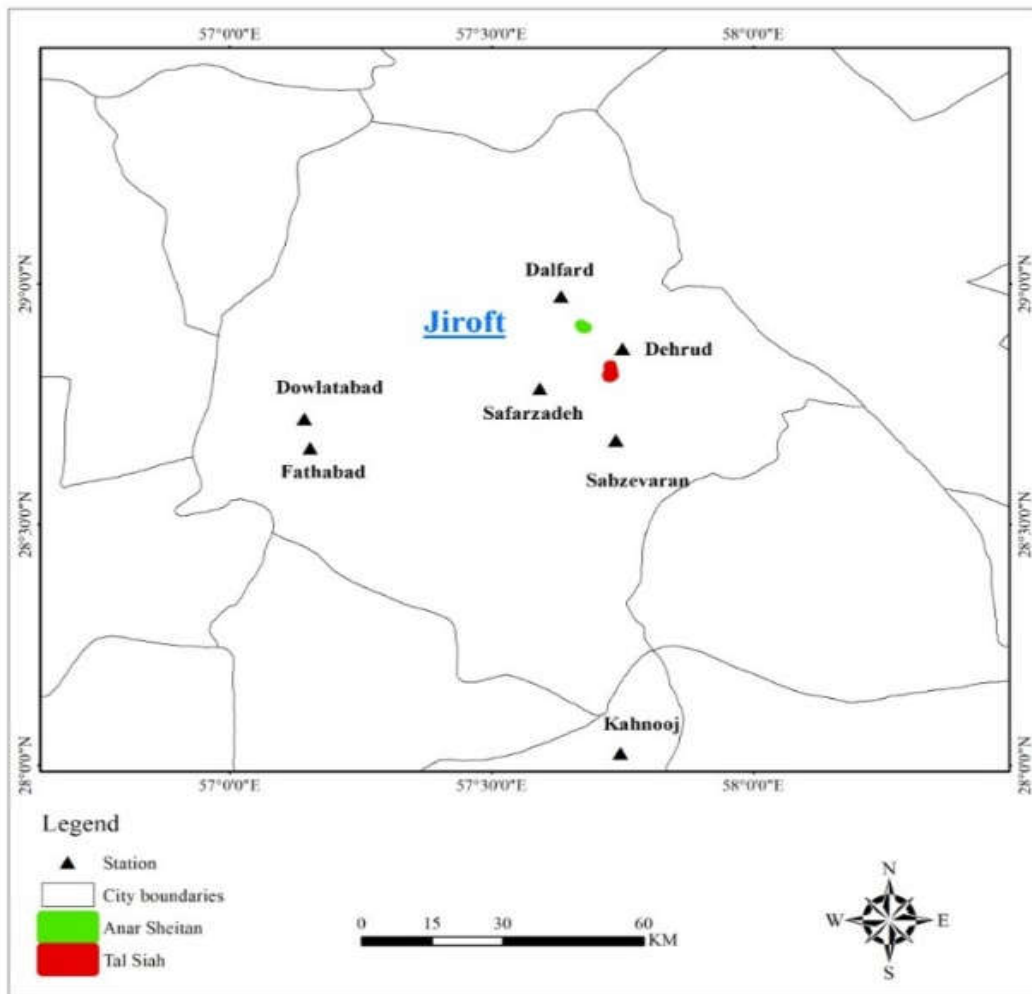 57°0'0"E 57°30'0"E 58°0'0"E
29°0'0"N 29°0'0"N
Dalfard
Jiroft
Dehrud
Dowlatabad
Safarzadeh
Fathabad
Sabzevaran
28°30'0"N 28°30'0"N
Kahnooj
28°0'0"N 28°0'0"N
57°0'0"E 57°30'0"E 58°0'0"E
Legend
Station
City boundaries
Anar Sheitan
Tal Siah
0 15 30 60
KM
N
W E
S